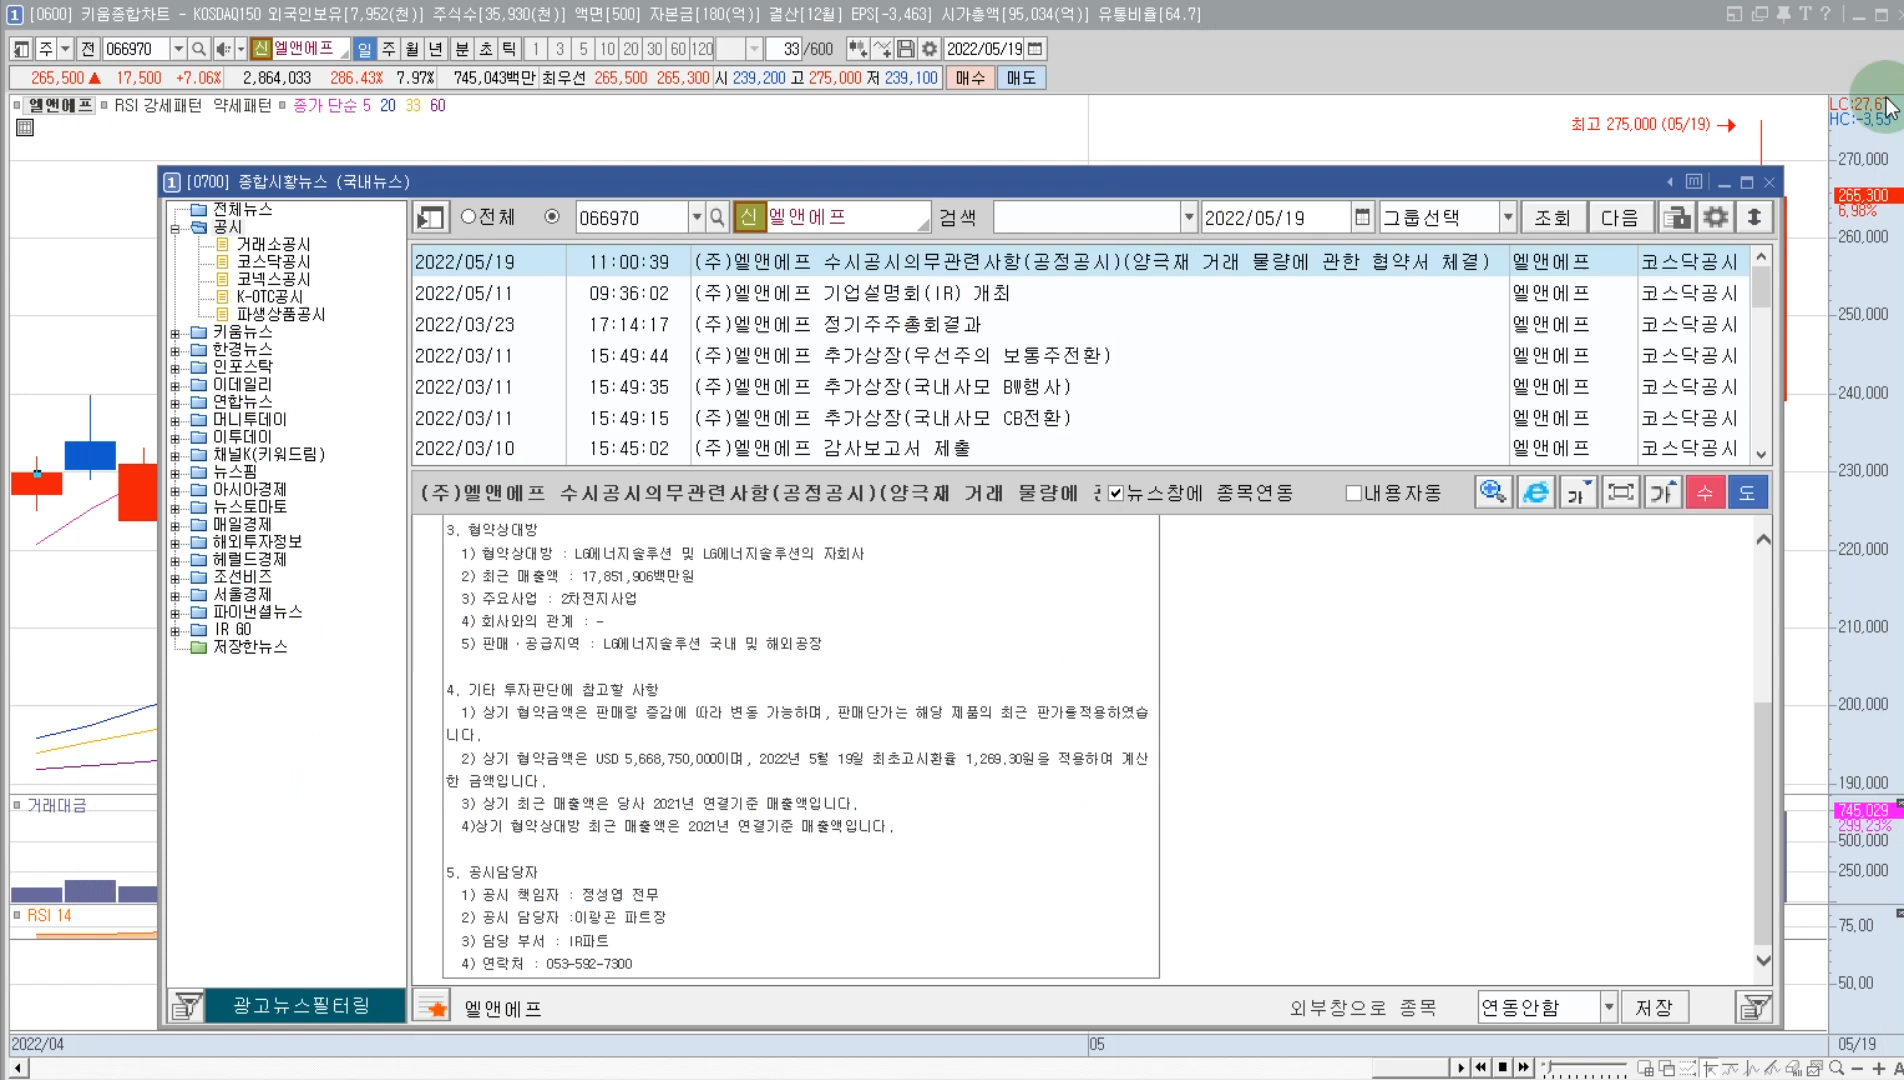 1 [0600] 키움종합차트 - KOSDAQ150 외국인보유[7,952(천)] 주식수[35,930(천)] 액면[500] 자본금[180(억)] 결산[12월] EPS[-3,463] 시가총액[95,034(억)] 유통비율[64.7]
주 전 066970 신 엘앤에프 일 주 월 년 분 초 틱 1 3 5 10 20 30 60 120 33 /600 2022/05/19
265,500 ▲ 17,500 +7.06% 2,864,033 286.43% 7.97% 745,043백만 최우선 265,500 265,300 시 239,200 고 275,000 저 239,100 매수 매도
엘앤에프 RSI 강세패턴 약세패턴 종가 단순 5 20 33 60
최고 275,000 (05/19) →
HC:-3,53
270,000
265,300
6,98%
260,000
250,000
240,000
230,000
220,000
210,000
200,000
190,000
1 [0700] 종합시황뉴스 (국내뉴스)
전체뉴스
공시
거래소공시
코스닥공시
코넥스공시
K-OTC공시
파생상품공시
키움뉴스
한경뉴스
인포스탁
이데일리
연합뉴스
머니투데이
이투데이
채널K(키워드림)
뉴스핌
아시아경제
뉴스토마토
매일경제
해외투자정보
헤럴드경제
조선비즈
서울경제
파이낸셜뉴스
IR GO
저장한뉴스
광고뉴스필터링
전체 066970 신 엘앤에프 검색 2022/05/19 그룹선택 조회 다음
2022/05/19 11:00:39 (주)엘앤에프 수시공시의무관련사항(공정공시)(양극재 거래 물량에 관한 협약서 체결) 엘앤에프 코스닥공시
2022/05/11 09:36:02 (주)엘앤에프 기업설명회(IR) 개최 엘앤에프 코스닥공시
2022/03/23 17:14:17 (주)엘앤에프 정기주주총회결과 엘앤에프 코스닥공시
2022/03/11 15:49:44 (주)엘앤에프 추가상장(우선주의 보통주전환) 엘앤에프 코스닥공시
2022/03/11 15:49:35 (주)엘앤에프 추가상장(국내사모 BW행사) 엘앤에프 코스닥공시
2022/03/11 15:49:15 (주)엘앤에프 추가상장(국내사모 CB전환) 엘앤에프 코스닥공시
2022/03/10 15:45:02 (주)엘앤에프 감사보고서 제출 엘앤에프 코스닥공시
(주)엘앤에프 수시공시의무관련사항(공정공시)(양극재 거래 물량에 뉴스창에 종목연동 내용자동 가 가 수 도
3. 협약상대방
1) 협약상대방 : LG에너지솔루션 및 LG에너지솔루션의 자회사
2) 최근 매출액 : 17,851,906백만원
3) 주요사업 : 2차전지사업
4) 회사와의 관계 : -
5) 판매·공급지역 : LG에너지솔루션 국내 및 해외공장
4. 기타 투자판단에 참고할 사항
1) 상기 협약금액은 판매량 증감에 따라 변동 가능하며, 판매단가는 해당 제품의 최근 판가를적용하였습
니다.
2) 상기 협약금액은 USD 5,668,750,000이며, 2022년 5월 19일 최초고시환율 1,269.30원을 적용하여 계산
한 금액입니다.
3) 상기 최근 매출액은 당사 2021년 연결기준 매출액입니다.
4)상기 협약상대방 최근 매출액은 2021년 연결기준 매출액입니다.
5. 공시담당자
1) 공시 책임자 : 정성엽 전무
2) 공시 담당자 :이광곤 파트장
3) 담당 부서 : IR파트
4) 연락처 : 053-592-7300
엘앤에프 외부창으로 종목 연동안함 저장
거래대금
745,029
299,23%
500,000
250,000
RSI 14
75,00
50,00
2022/04 05 05/19